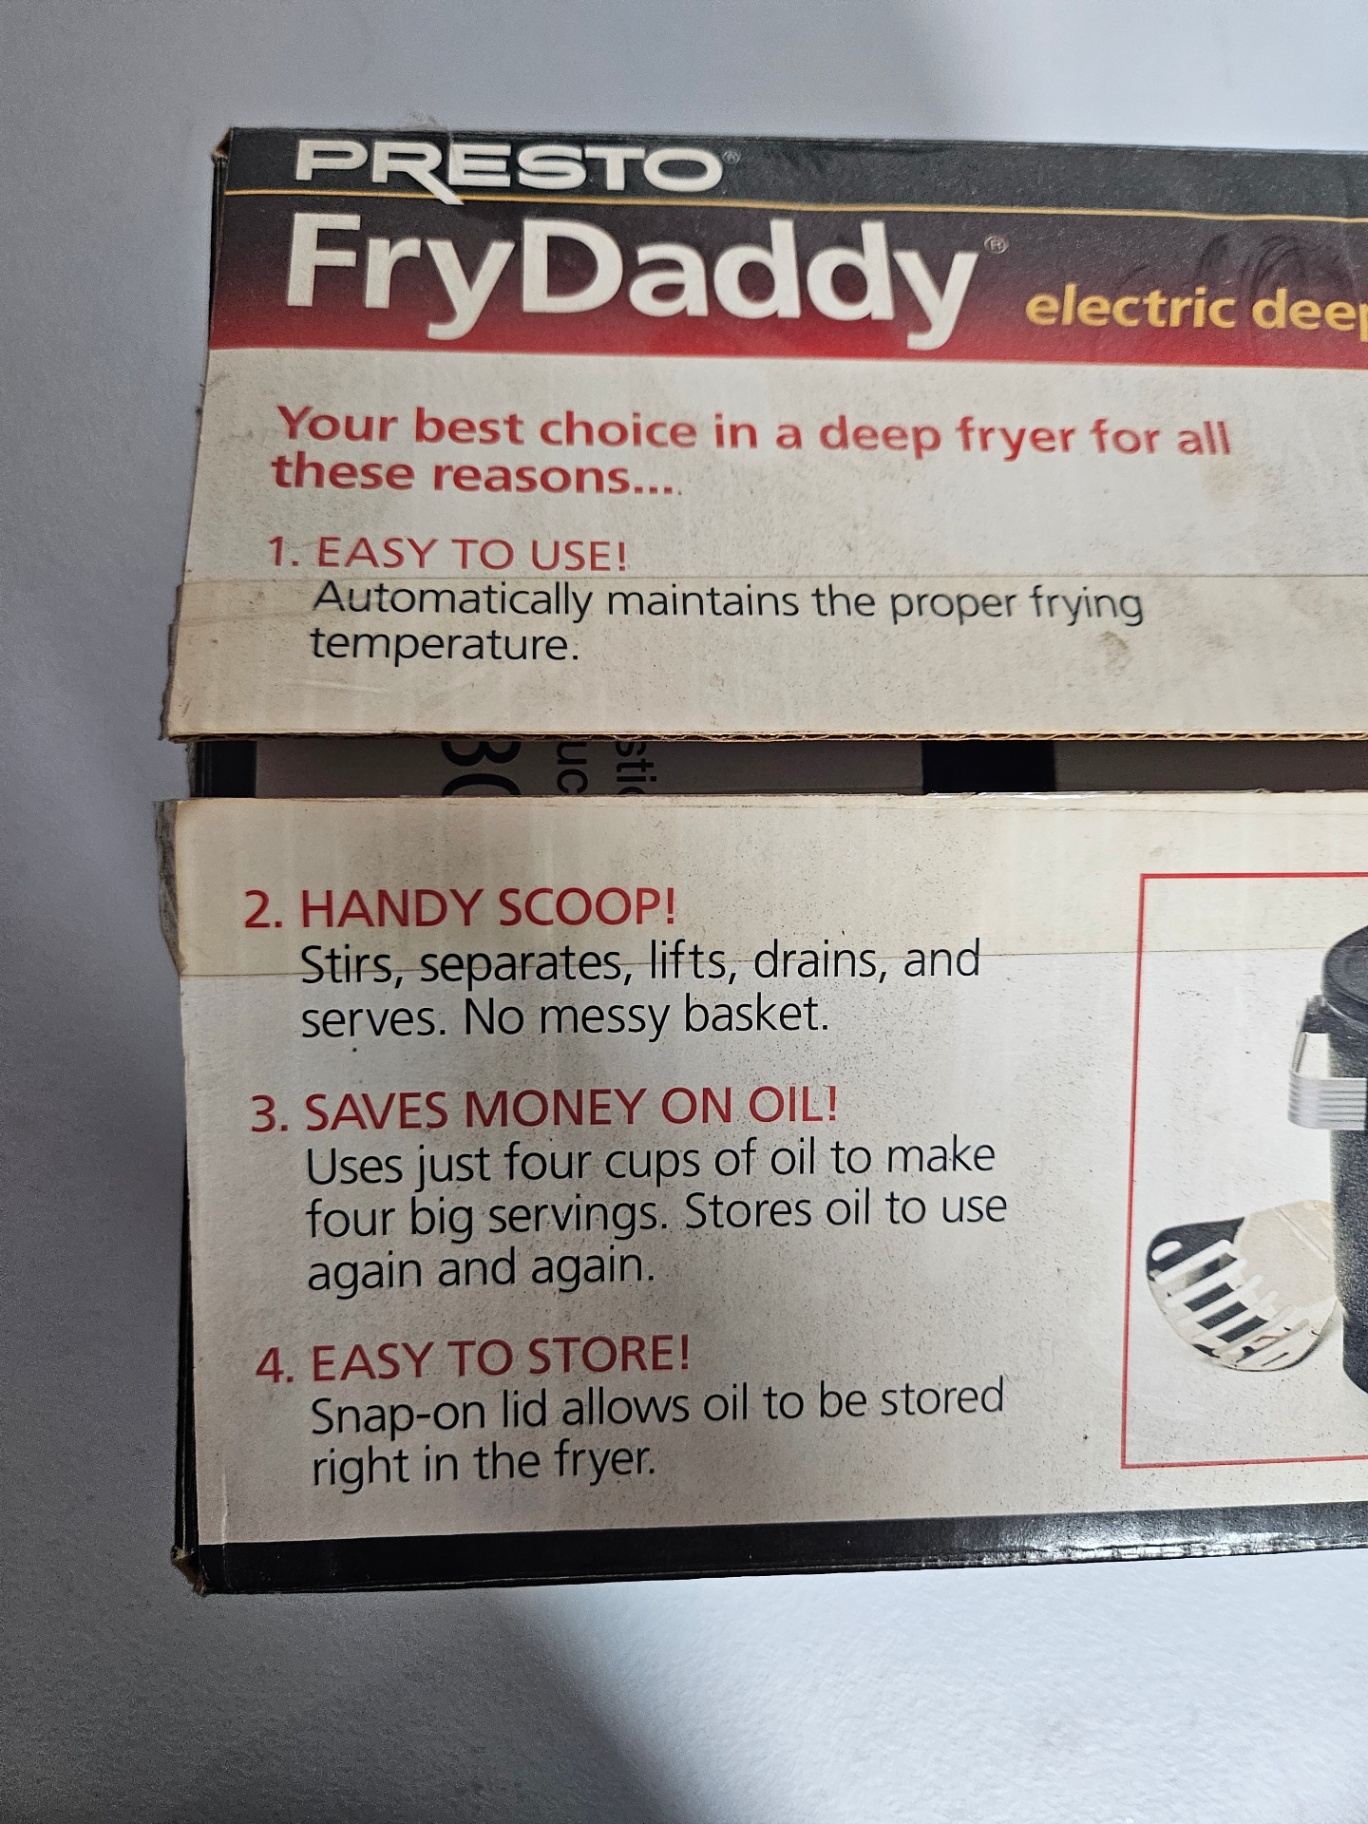 PRESTO®
FryDaddy® electric deep
Your best choice in a deep fryer for all
these reasons...
1. EASY TO USE!
Automatically maintains the proper frying
temperature.
2. HANDY SCOOP!
Stirs, separates, lifts, drains, and
serves. No messy basket.
3. SAVES MONEY ON OIL!
Uses just four cups of oil to make
four big servings. Stores oil to use
again and again.
4. EASY TO STORE!
Snap-on lid allows oil to be stored
right in the fryer.